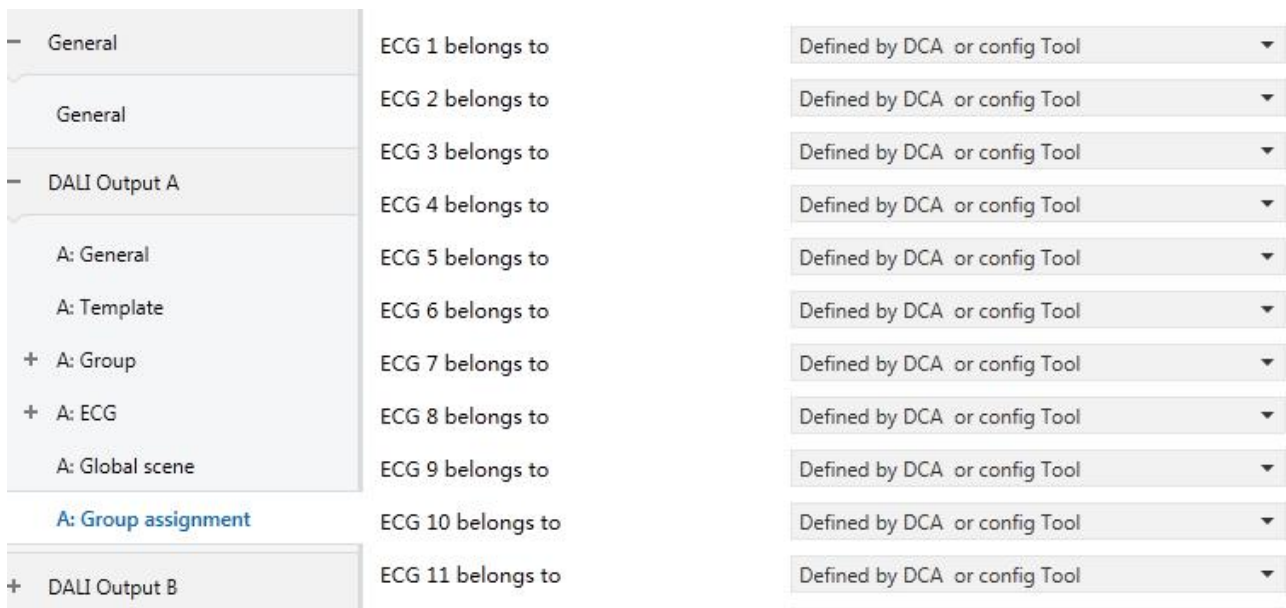 General
General
DALI Output A
A: General
A: Template
A: Group
A: ECG
A: Global scene
A: Group assignment
DALI Output B
ECG 1 belongs to Defined by DCA or config Tool
ECG 2 belongs to Defined by DCA or config Tool
ECG 3 belongs to Defined by DCA or config Tool
ECG 4 belongs to Defined by DCA or config Tool
ECG 5 belongs to Defined by DCA or config Tool
ECG 6 belongs to Defined by DCA or config Tool
ECG 7 belongs to Defined by DCA or config Tool
ECG 8 belongs to Defined by DCA or config Tool
ECG 9 belongs to Defined by DCA or config Tool
ECG 10 belongs to Defined by DCA or config Tool
ECG 11 belongs to Defined by DCA or config Tool